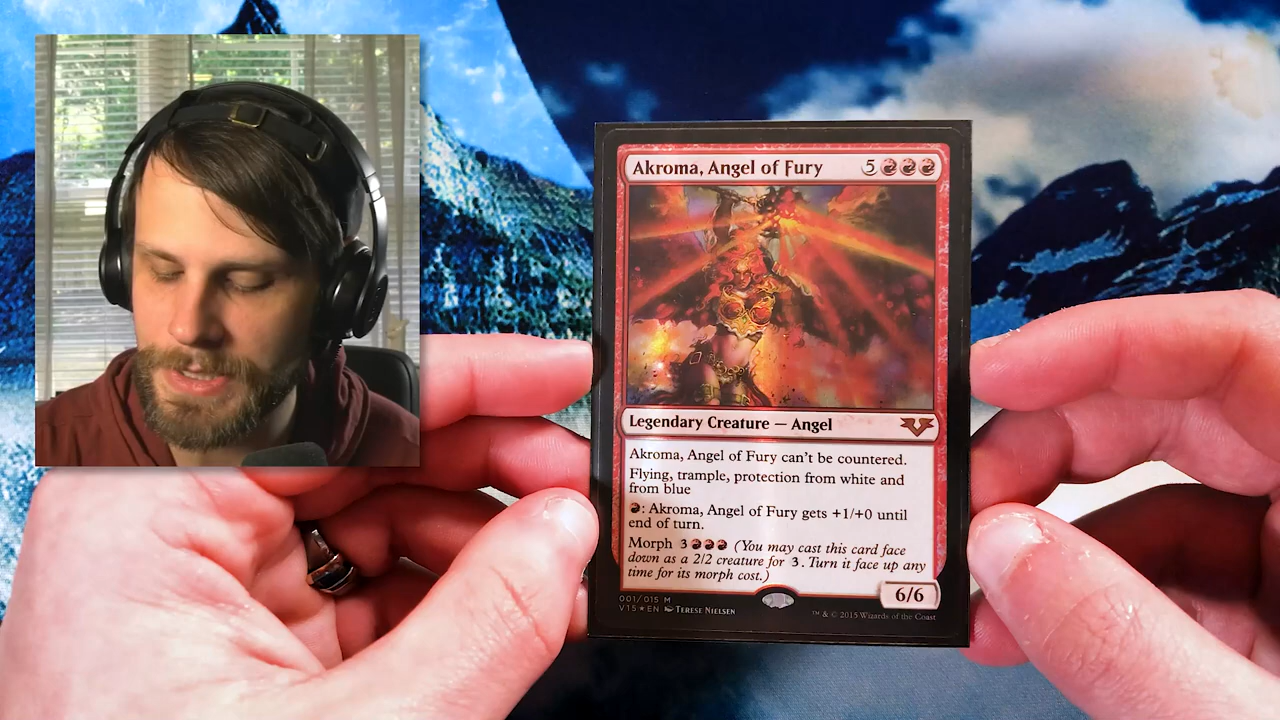 Akroma, Angel of Fury 5
Legendary Creature — Angel
Akroma, Angel of Fury can't be countered.
Flying, trample, protection from white and
from blue
: Akroma, Angel of Fury gets +1/+0 until
end of turn.
Morph 3 (You may cast this card face
down as a 2/2 creature for 3. Turn it face up any
time for its morph cost.)
6/6
001/015 M
V15★EN Terese Nielsen
™ & © 2015 Wizards of the Coast